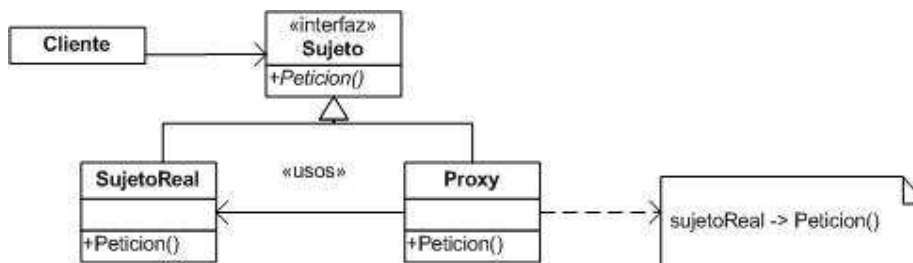 Cliente
«interfaz»
Sujeto
+Peticion()
SujetoReal
«usos»
Proxy
+Peticion()
+Peticion()
sujetoReal -> Peticion()